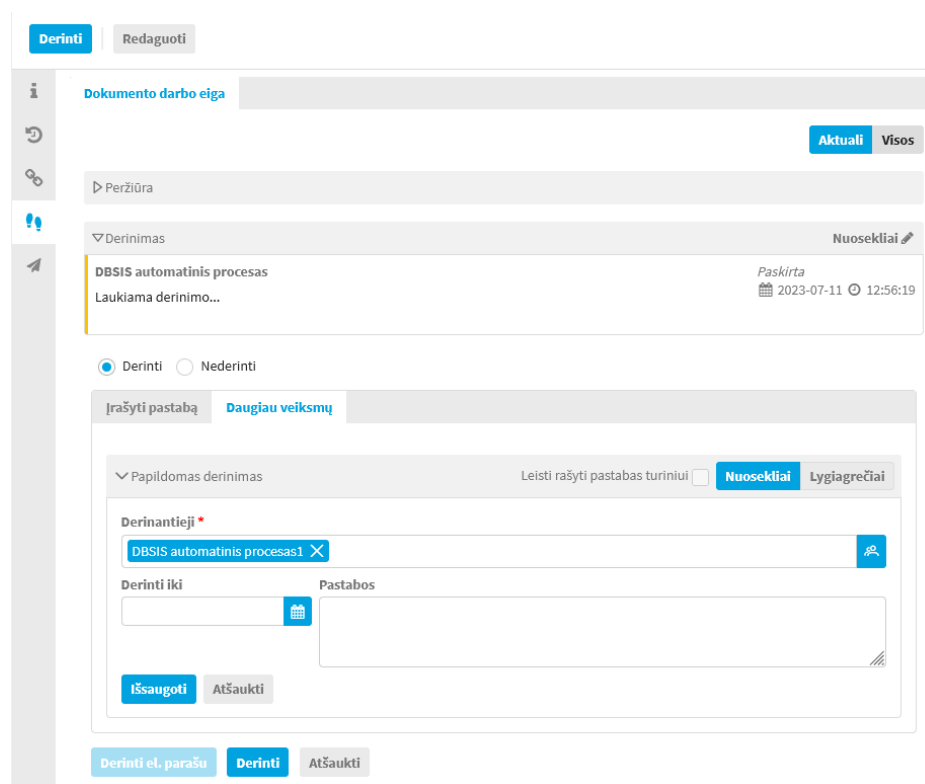 Derinti Redaguoti
Dokumento darbo eiga
Aktuali Visos
Peržiūra
Derinimas Nuosekliai
DBSIS automatinis procesas Paskirta
Laukiama derinimo... 2023-07-11 12:56:19
Derinti Nederinti
Įrašyti pastabą Daugiau veiksmų
Papildomas derinimas Leisti rašyti pastabas turiniui Nuosekliai Lygiagrečiai
Derinantieji *
DBSIS automatinis procesas1
Derinti iki Pastabos
Išsaugoti Atšaukti
Derinti el. parašu Derinti Atšaukti